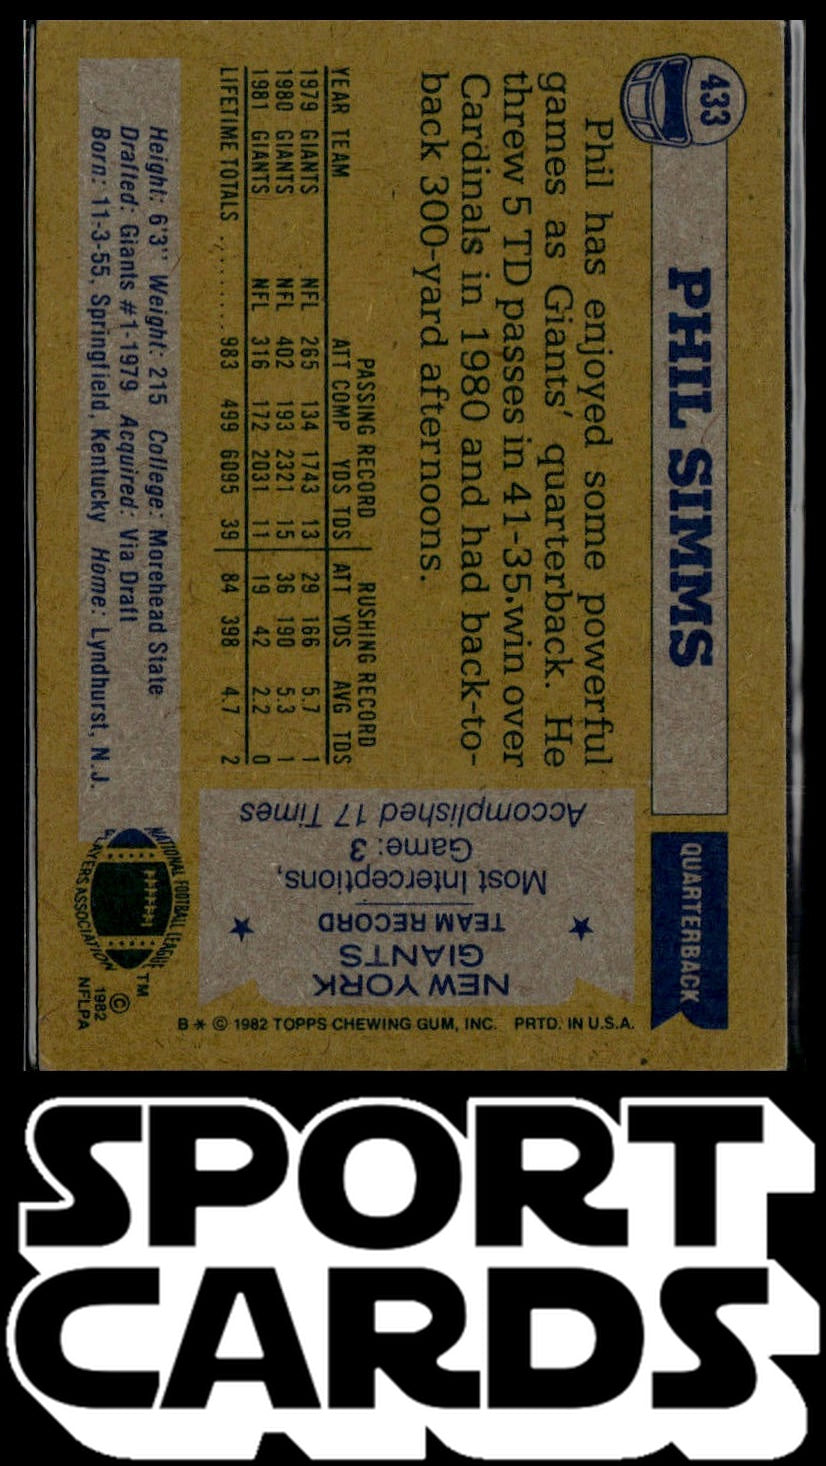 433
PHIL SIMMS
QUARTERBACK
Phil has enjoyed some powerful
games as Giants' quarterback. He
threw 5 TD passes in 41-35 win over
Cardinals in 1980 and had back-to-
back 300-yard afternoons.
PASSING RECORD RUSHING RECORD
YEAR TEAM ATT COMP YDS TDS ATT YDS AVG TDS
1979 GIANTS NFL 265 134 1743 13 29 166 5.7 1
1980 GIANTS NFL 402 193 2321 15 36 190 5.3 1
1981 GIANTS NFL 316 172 2031 11 19 42 2.2 0
LIFETIME TOTALS ......... 983 499 6095 39 84 398 4.7 2
Height: 6'3" Weight: 215 College: Morehead State
Drafted: Giants #1-1979 Acquired: Via Draft
Born: 11-3-55, Springfield, Kentucky Home: Lyndhurst, N.J.
NEW YORK
GIANTS
TEAM RECORD
Most Interceptions,
Game: 3
Accomplished 17 Times
NATIONAL FOOTBALL LEAGUE
PLAYERS ASSOCIATION
TM
© 1982
NFLPA
B * © 1982 TOPPS CHEWING GUM, INC. PRTD. IN U.S.A.
SPORT
CARDS